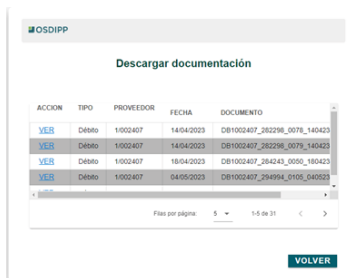 OSDIPP
Descargar documentación
ACCION TIPO PROVEEDOR FECHA DOCUMENTO
VER Débito 1/002407 14/04/2023 DB1002407_282298_0078_140423
VER Débito 1/002407 14/04/2023 DB1002407_282298_0079_140423
VER Débito 1/002407 18/04/2023 DB1002407_284243_0050_180423
VER Débito 1/002407 04/05/2023 DB1002407_294994_0105_040523
Filas por página: 5 1-5 de 31
VOLVER